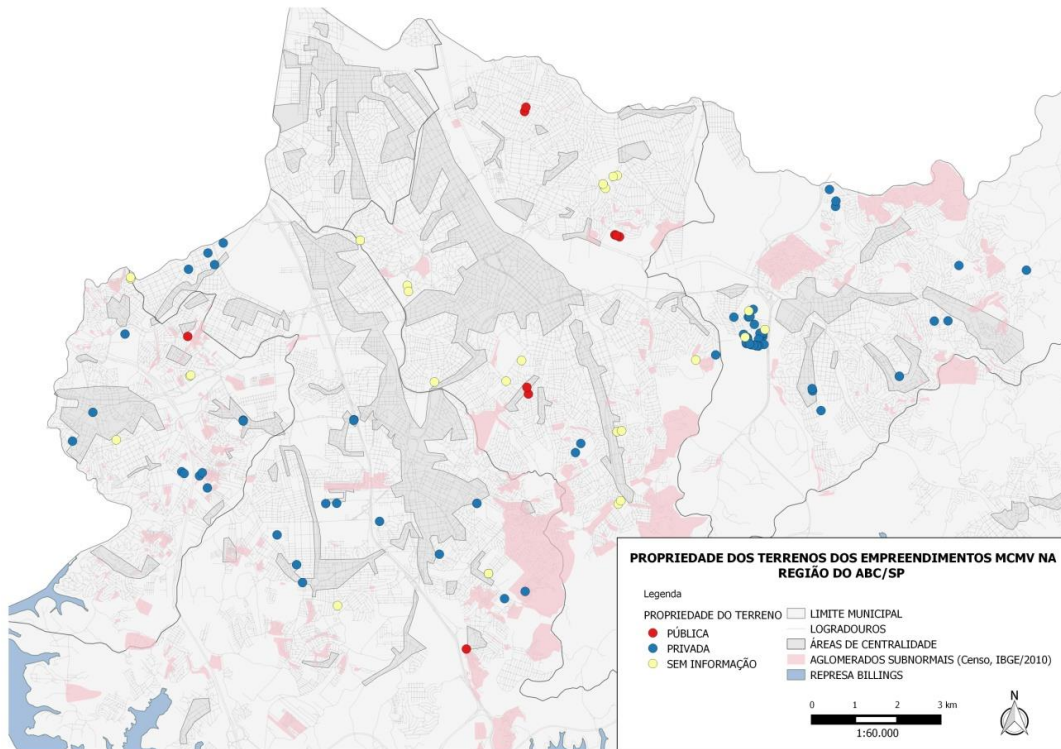 PROPRIEDADE DOS TERRENOS DOS EMPREENDIMENTOS MCMV NA
REGIÃO DO ABC/SP
Legenda
PROPRIEDADE DO TERRENO
PÚBLICA
PRIVADA
SEM INFORMAÇÃO
LIMITE MUNICIPAL
LOGRADOUROS
ÁREAS DE CENTRALIDADE
AGLOMERADOS SUBNORMAIS (Censo, IBGE/2010)
REPRESA BILLINGS
0 1 2 3 km
1:60.000
N